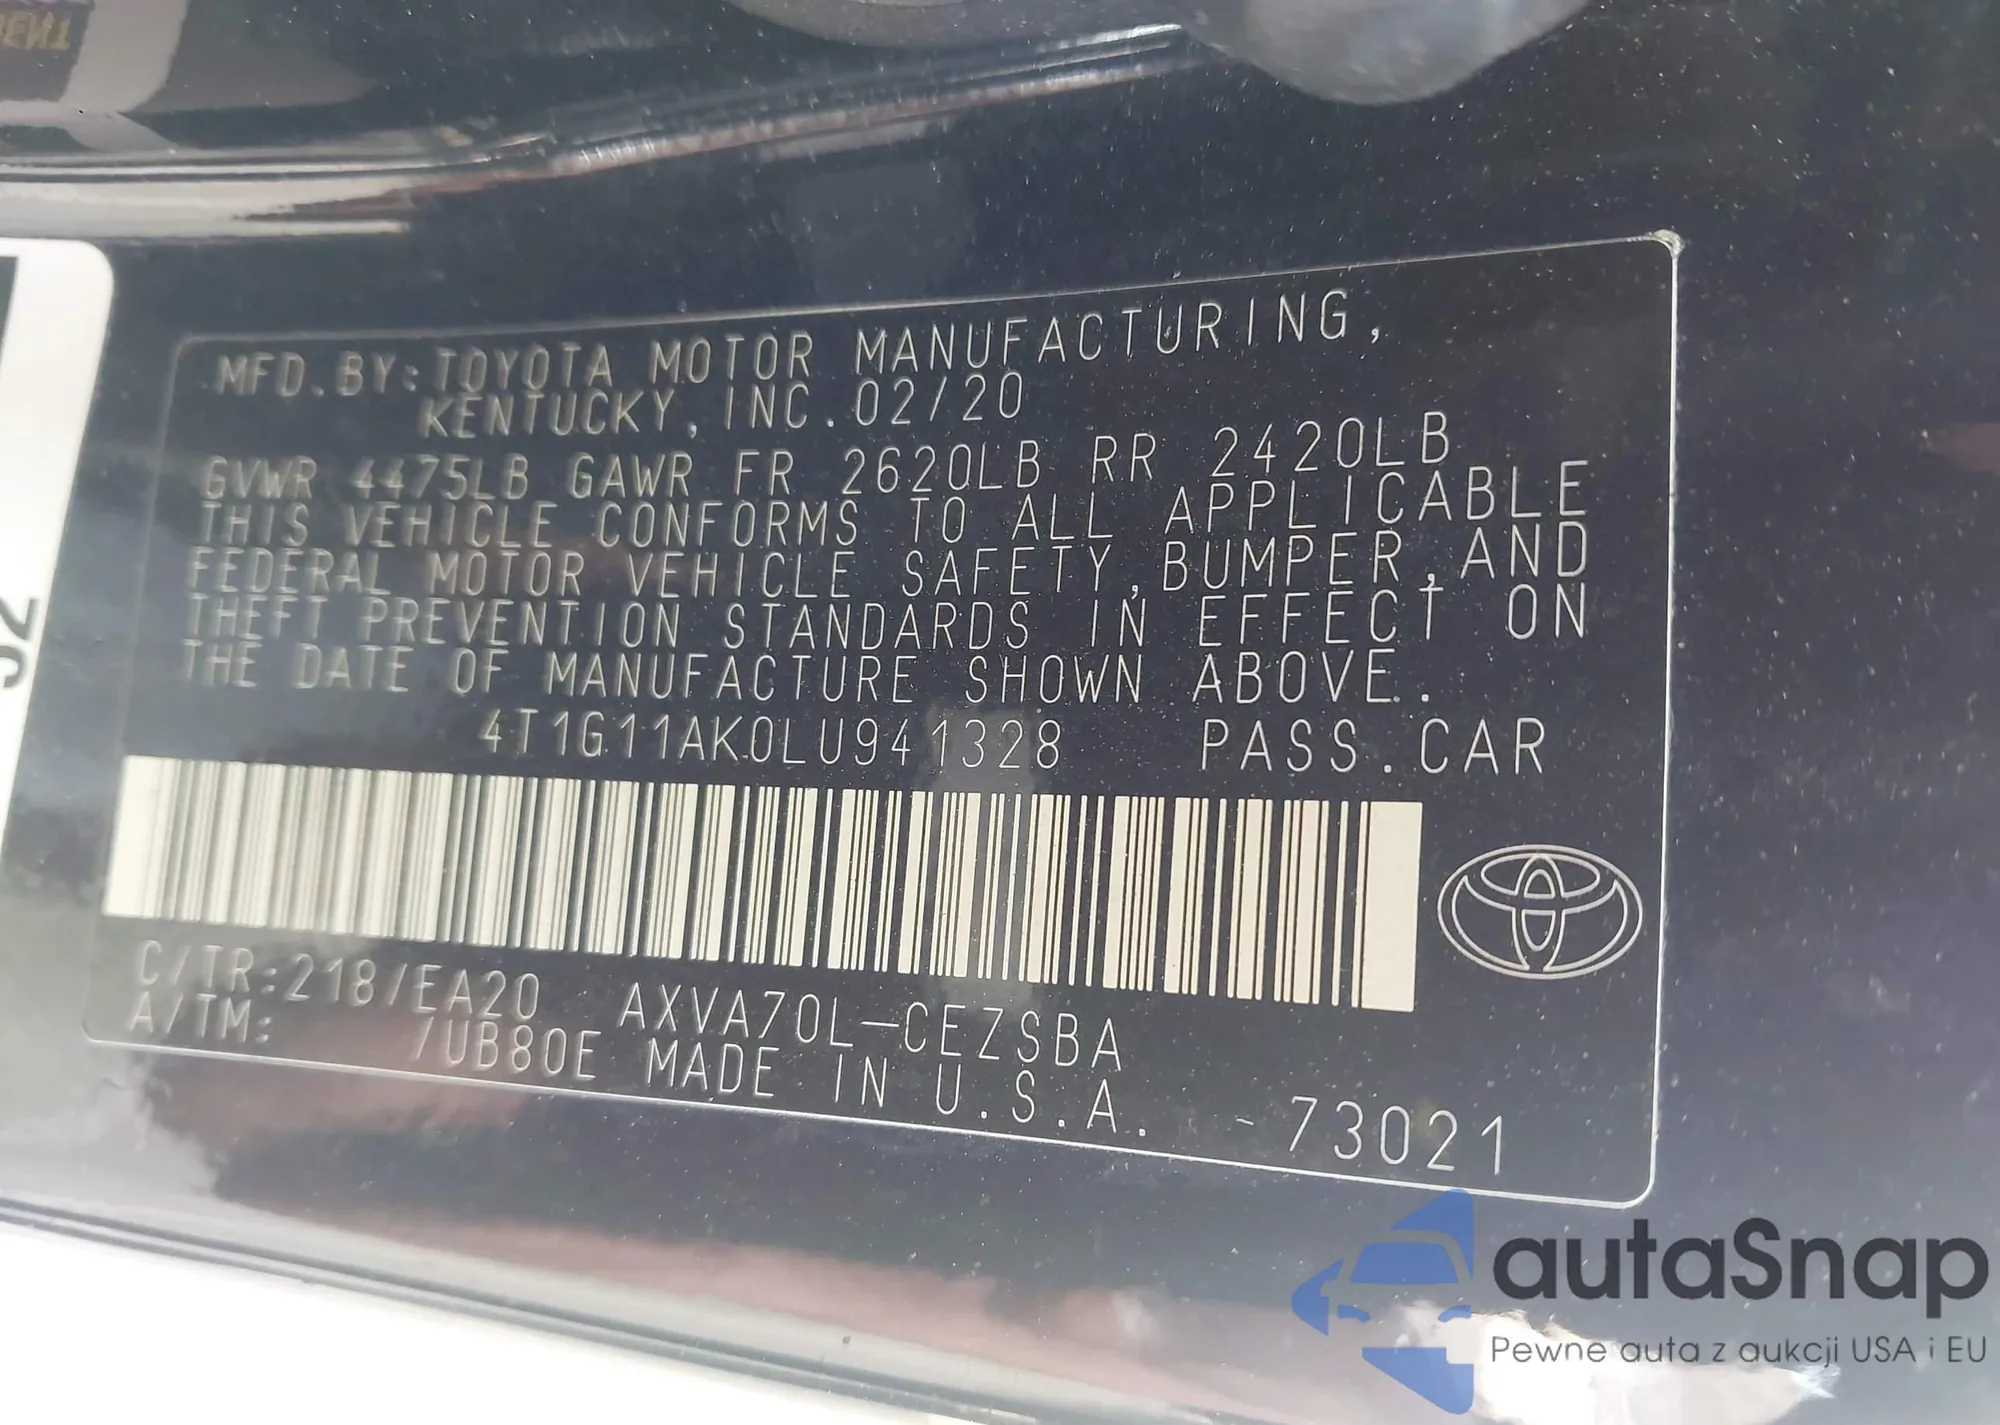 MFD.BY:TOYOTA MOTOR MANUFACTURING,
KENTUCKY, INC.02/20
GVWR 4475LB GAWR FR 2620LB RR 2420LB
THIS VEHICLE CONFORMS TO ALL APPLICABLE
FEDERAL MOTOR VEHICLE SAFETY,BUMPER,AND
THEFT PREVENTION STANDARDS IN EFFECT ON
THE DATE OF MANUFACTURE SHOWN ABOVE.
4T1G11AK0LU941328 PASS.CAR
C/TR:218/EA20 AXVA70L-CEZSBA
A/TM: /UB80E MADE IN U.S.A. -73021
autoSnap
Pewne auta z aukcji USA i EU